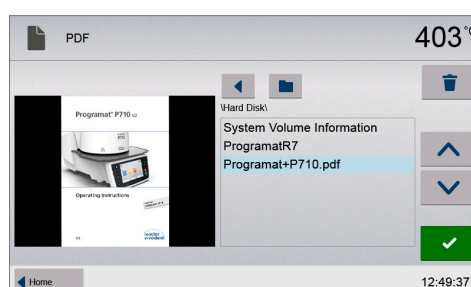 PDF
403°C
\Hard Disk\
System Volume Information
ProgramatR7
Programat+P710.pdf
Programat® P710 G2
Operating Instructions
ivoclar
vivadent
Home
12:49:37